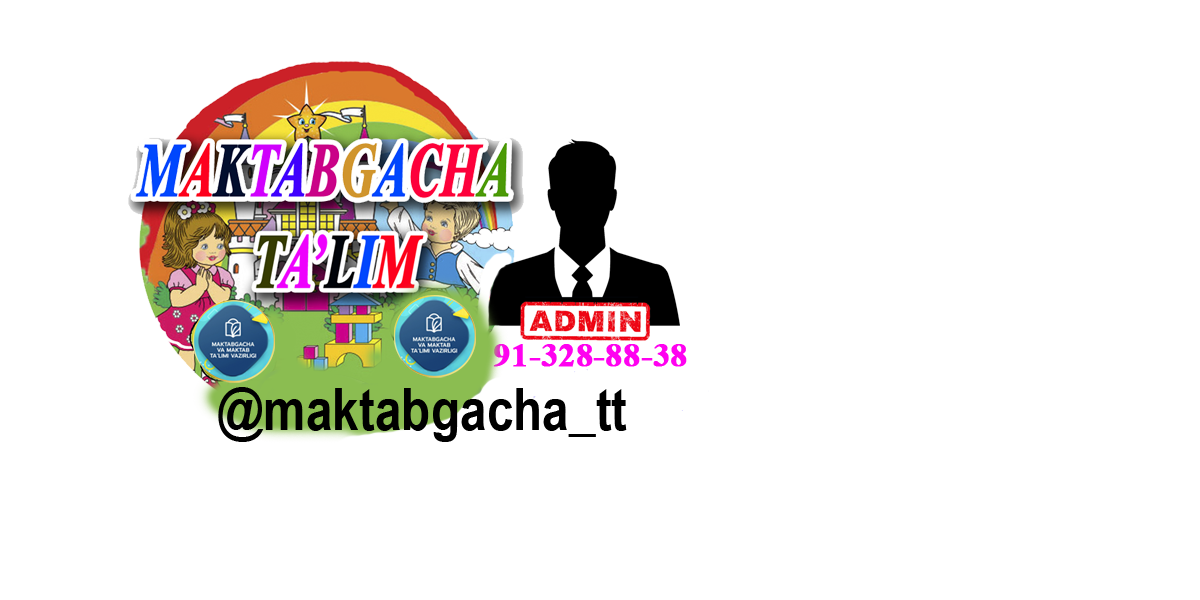 MAKTABGACHA
TA'LIM
MAKTABGACHA
VA MAKTAB
TA'LIMI VAZIRLIGI
MAKTABGACHA
VA MAKTAB
TA'LIMI VAZIRLIGI
ADMIN
91-328-88-38
@maktabgacha_tt